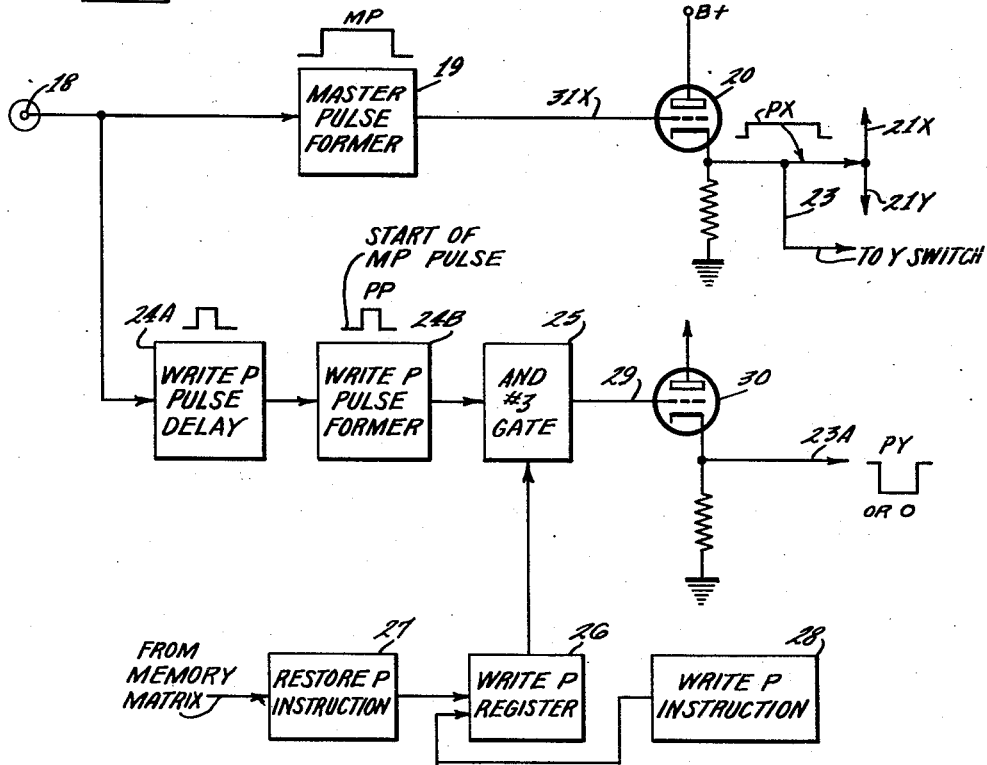 MP
B+
18
19
20
MASTER
PULSE
FORMER
31X
PX
21X
23
21Y
TO Y SWITCH
START OF
MP PULSE
PP
24A
24B
25
WRITE P
PULSE
DELAY
WRITE P
PULSE
FORMER
AND
#3
GATE
29
30
23A
PY
OR O
27
26
28
FROM
MEMORY
MATRIX
RESTORE P
INSTRUCTION
WRITE P
REGISTER
WRITE P
INSTRUCTION